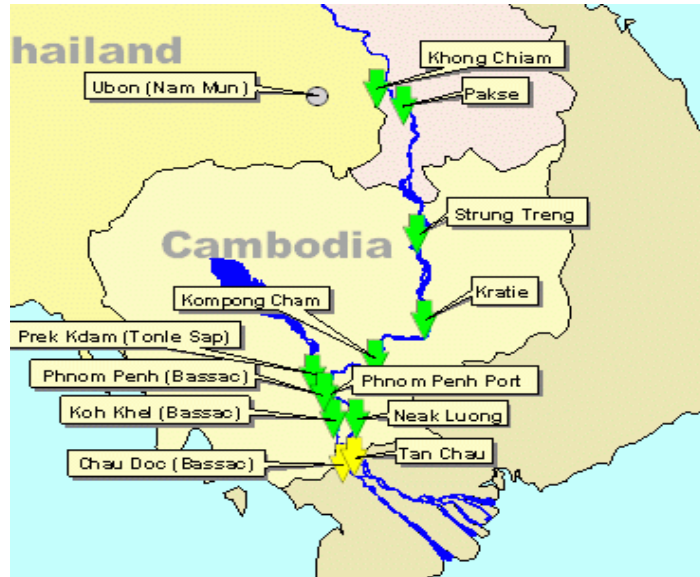 hailand
Khong Chiam
Ubon (Nam Mun)
Pakse
Strung Treng
Cambodia
Kompong Cham
Kratie
Prek Kdam (Tonle Sap)
Phnom Penh (Bassac)
Phnom Penh Port
Koh Khel (Bassac)
Neak Luong
Chau Doc (Bassac)
Tan Chau